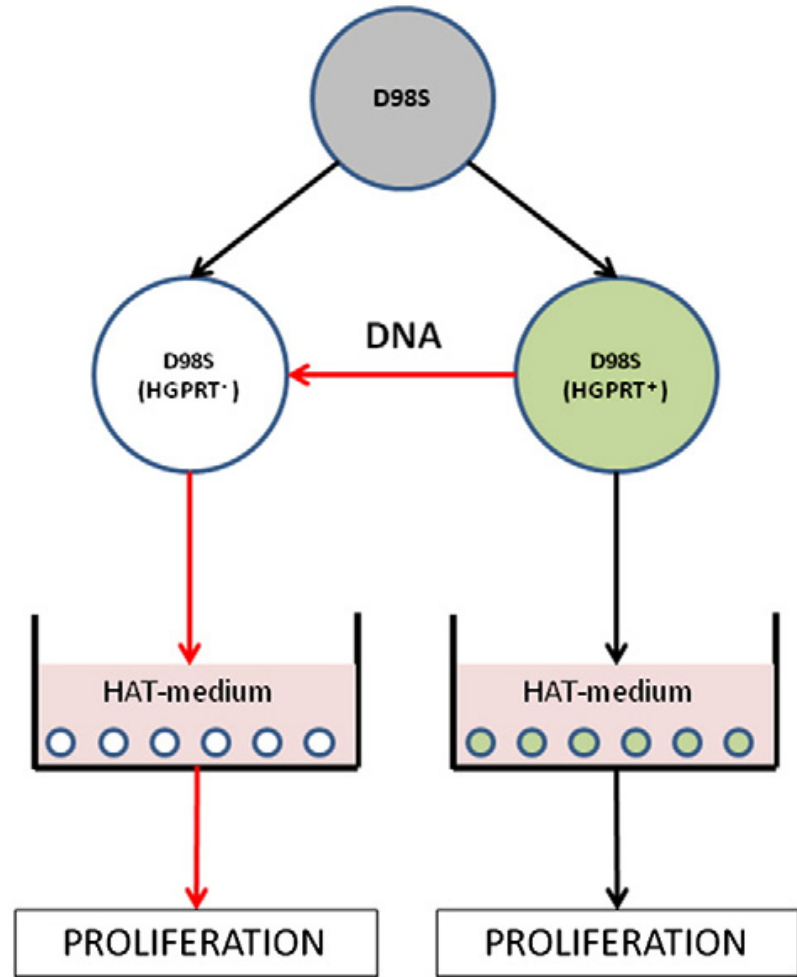 D98S
DNA
D98S
(HGPRT⁻)
D98S
(HGPRT⁺)
HAT-medium
HAT-medium
PROLIFERATION
PROLIFERATION